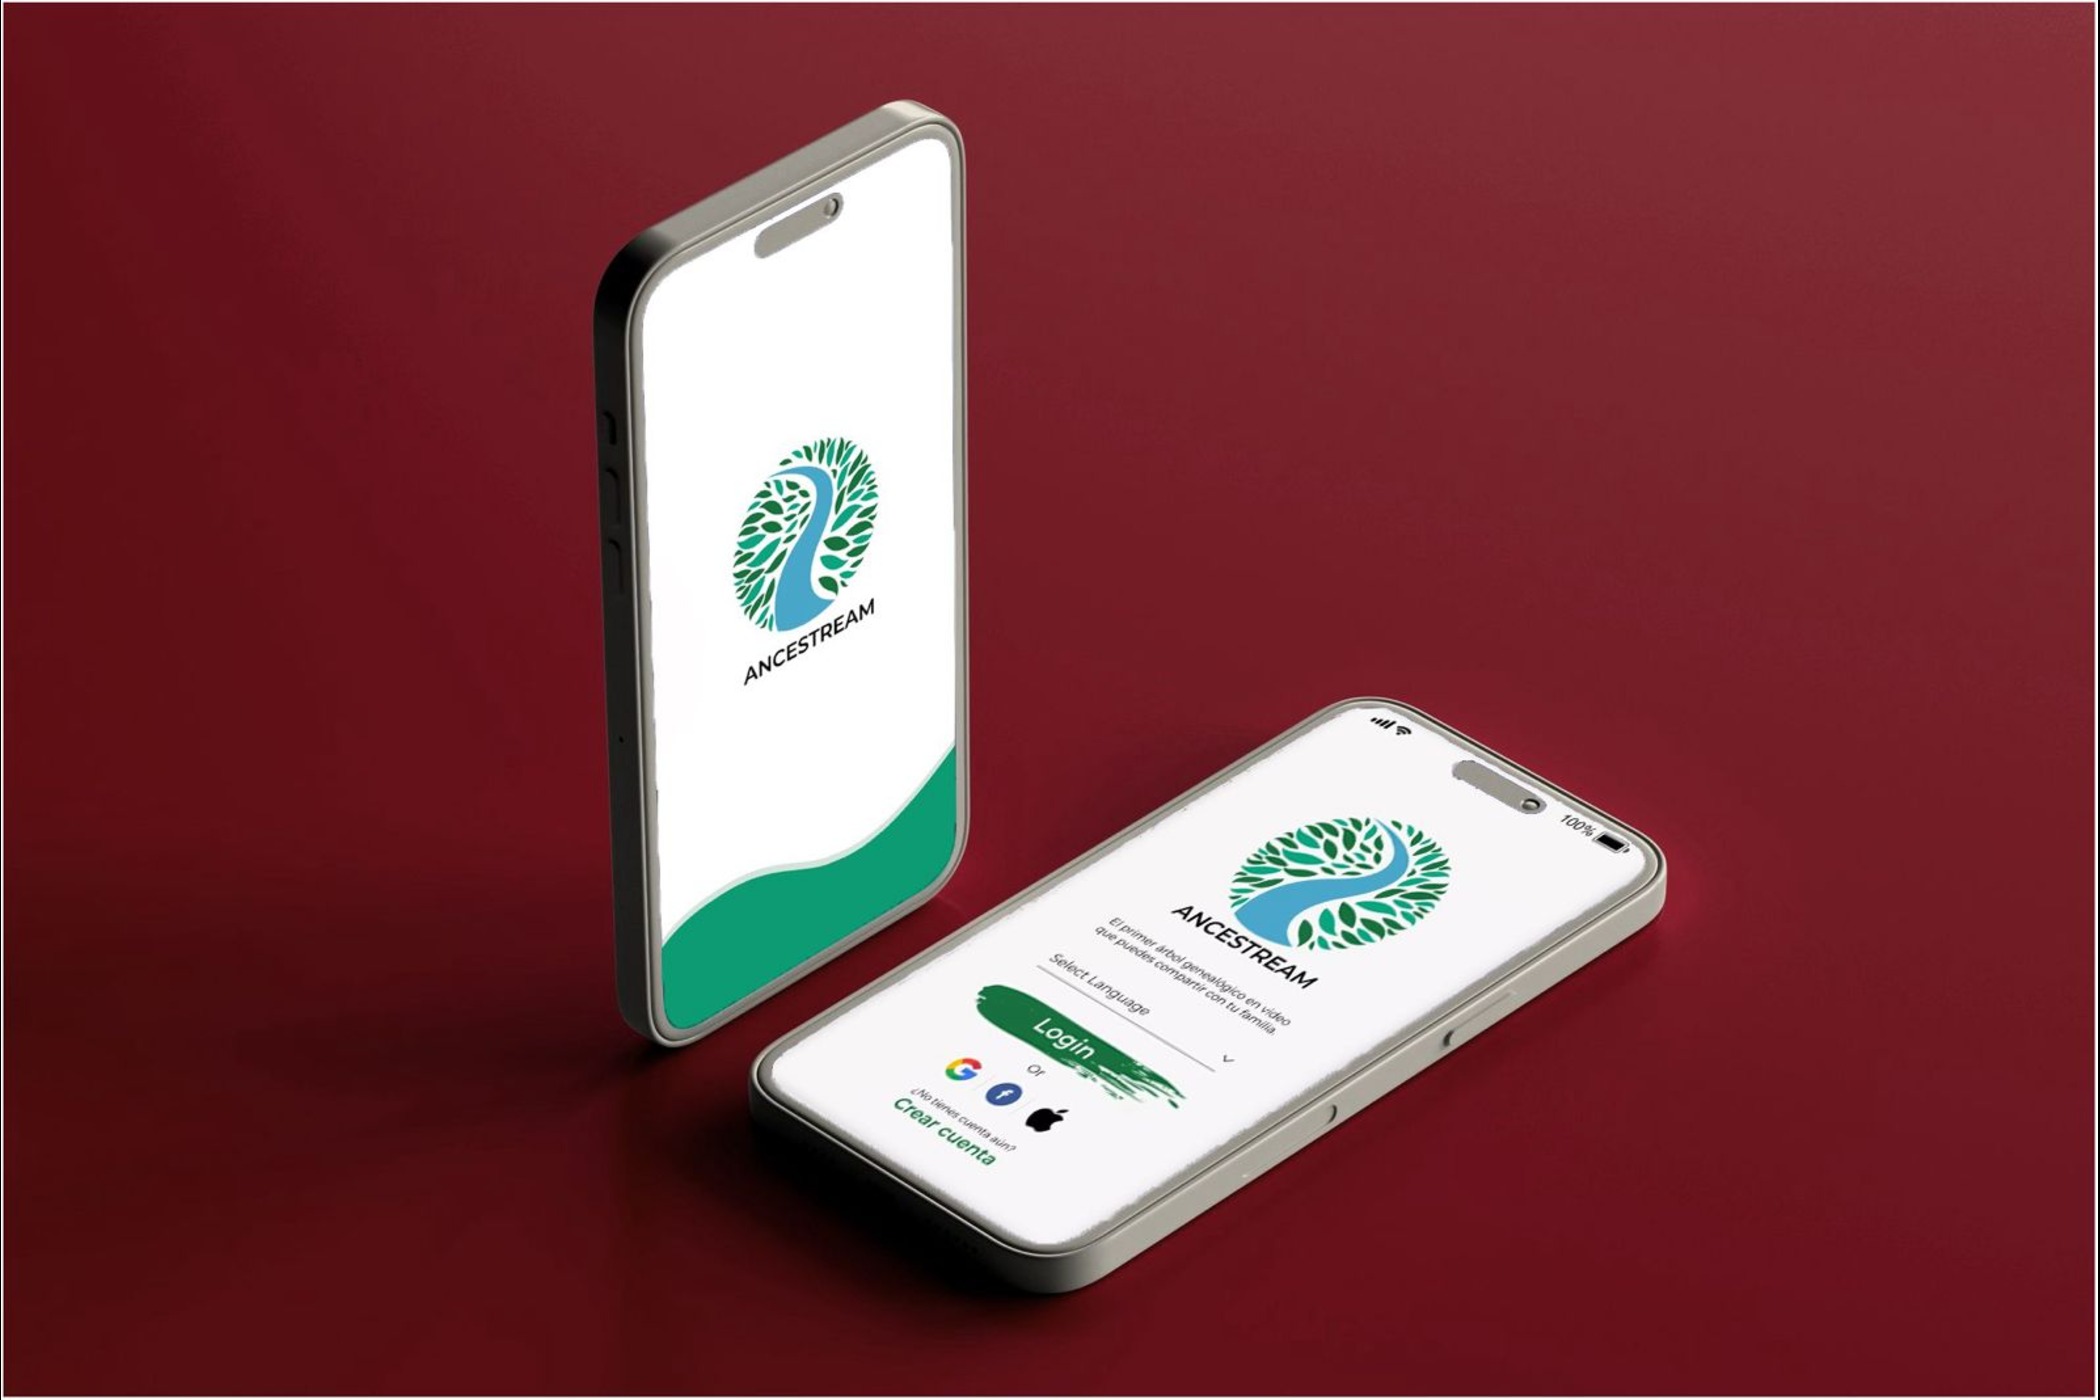 ANCESTREAM
100%
ANCESTREAM
El primer árbol genealógico en video
que puedes compartir con tu familia.
Select Language
Login
Or
¿No tienes cuenta aún?
Crear cuenta